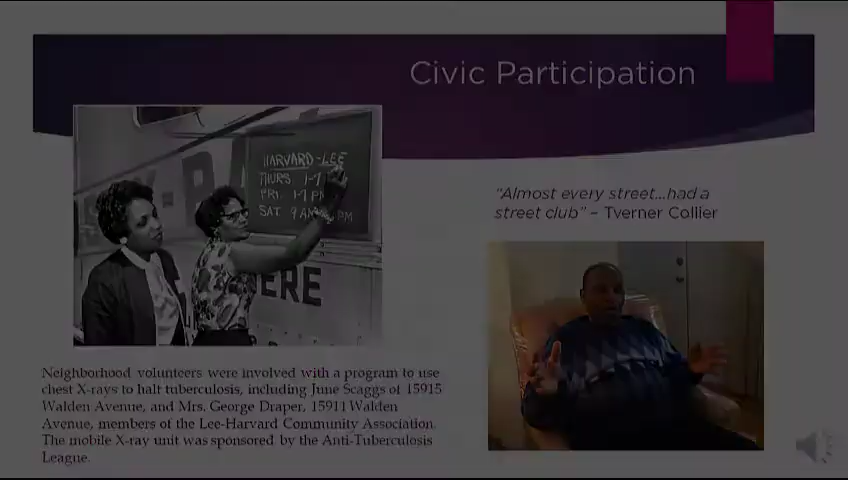 Civic Participation
HARVARD-LEE
THURS 1-7
FRI. 1-7 PM
SAT. 9 AM PM
X-RA
HERE
"Almost every street...had a
street club" – Tverner Collier
Neighborhood volunteers were involved with a program to use
chest X-rays to halt tuberculosis, including June Scaggs of 15915
Walden Avenue, and Mrs. George Draper, 15911 Walden
Avenue, members of the Lee-Harvard Community Association.
The mobile X-ray unit was sponsored by the Anti-Tuberculosis
League.